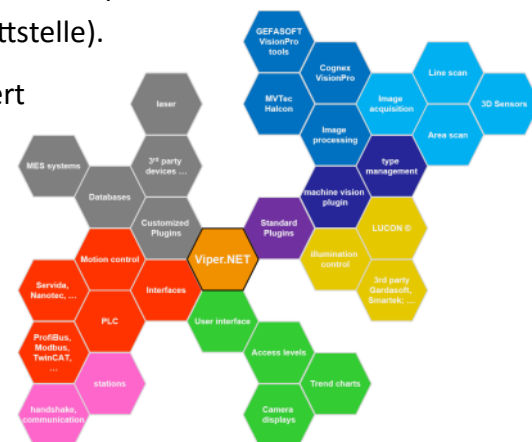 ttstelle).
ert
GEFASOFT
VisionPro
tools
Cognex
VisionPro
Line scan
MVTec
Halcon
Image
acquisition
3D Sensors
laser
Image
processing
Area scan
MES systems
3rd party
devices ...
type
management
Databases
machine vision
plugin
Customized
Plugins
Standard
Plugins
LUCON ©
Motion control
Viper.NET
illumination
control
Servida,
Nanotec, ...
Interfaces
3rd party
Gardasoft,
Smartek; ...
PLC
User interface
ProfiBus,
Modbus,
TwinCAT,
...
Access levels
stations
Trend charts
handshake,
communication
Camera
displays